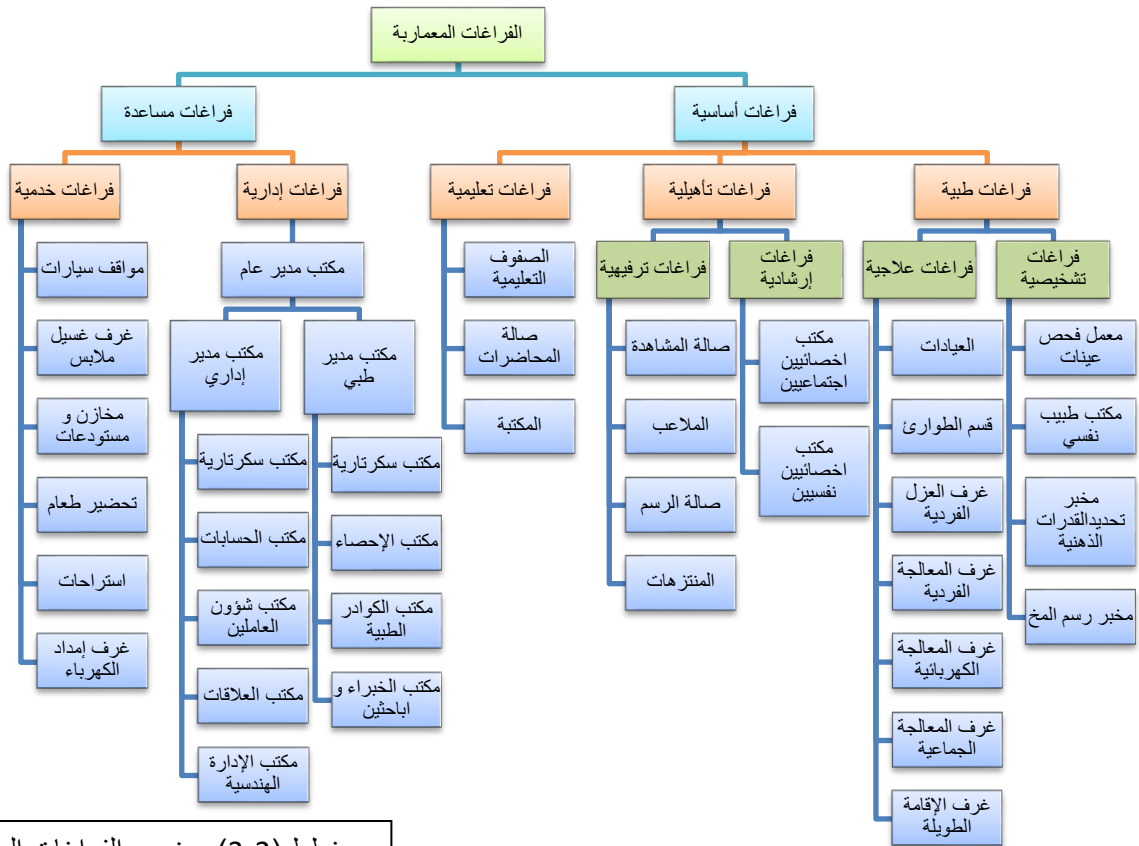 الفراغات المعماربة
فراغات أساسية
فراغات مساعدة
فراغات طبية
فراغات تأهيلية
فراغات تعليمية
فراغات إدارية
فراغات خدمية
فراغات
تشخيصية
معمل فحص
عينات
مكتب طبيب
نفسي
مخبر
تحديدالقدرات
الذهنية
مخبر رسم المخ
فراغات علاجية
العيادات
قسم الطوارئ
غرف العزل
الفردية
غرف المعالجة
الفردية
غرف المعالجة
الكهربائية
غرف المعالجة
الجماعية
غرف الإقامة
الطويلة
فراغات
إرشادية
مكتب
اخصائيين
اجتماعيين
مكتب
اخصائيين
نفسيين
فراغات ترفيهية
صالة المشاهدة
الملاعب
صالة الرسم
المنتزهات
الصفوف
التعليمية
صالة
المحاضرات
المكتبة
مكتب مدير عام
مكتب مدير
طبي
مكتب سكرتارية
مكتب الإحصاء
مكتب الكوادر
الطبية
مكتب الخبراء و
اباحثين
مكتب مدير
إداري
مكتب سكرتارية
مكتب الحسابات
مكتب شؤون
العاملين
مكتب العلاقات
مكتب الإدارة
الهندسية
مواقف سيارات
غرف غسيل
ملابس
مخازن و
مستودعات
تحضير طعام
استراحات
غرف إمداد
الكهرباء